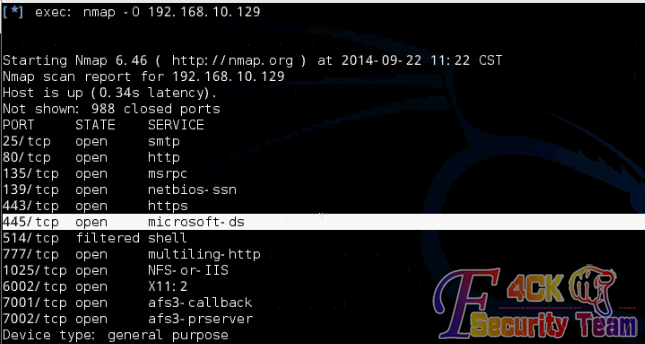 [*] exec: nmap -O 192.168.10.129
Starting Nmap 6.46 ( http://nmap.org ) at 2014-09-22 11:22 CST
Nmap scan report for 192.168.10.129
Host is up (0.34s latency).
Not shown: 988 closed ports
PORT STATE SERVICE
25/tcp open smtp
80/tcp open http
135/tcp open msrpc
139/tcp open netbios-ssn
443/tcp open https
445/tcp open microsoft-ds
514/tcp filtered shell
777/tcp open multiling-http
1025/tcp open NFS-or-IIS
6002/tcp open X11:2
7001/tcp open afs3-callback
7002/tcp open afs3-prserver
Device type: general purpose
F4CK
Security Team